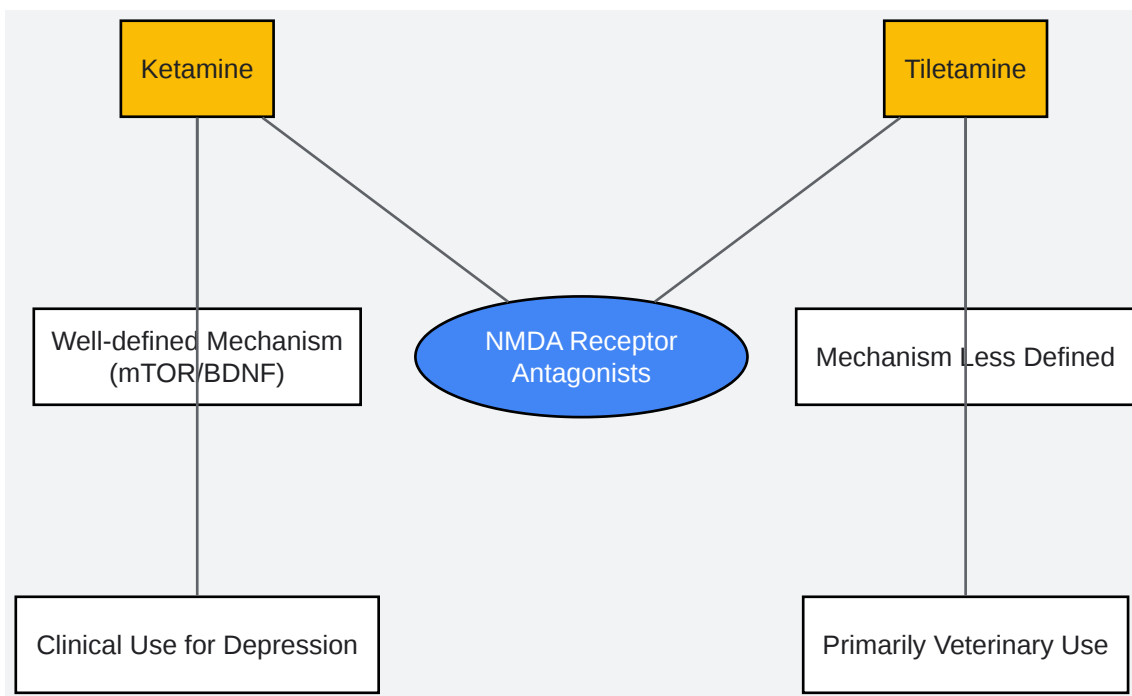 Ketamine
Tiletamine
Well-defined Mechanism
(mTOR/BDNF)
NMDA Receptor
Antagonists
Mechanism Less Defined
Clinical Use for Depression
Primarily Veterinary Use